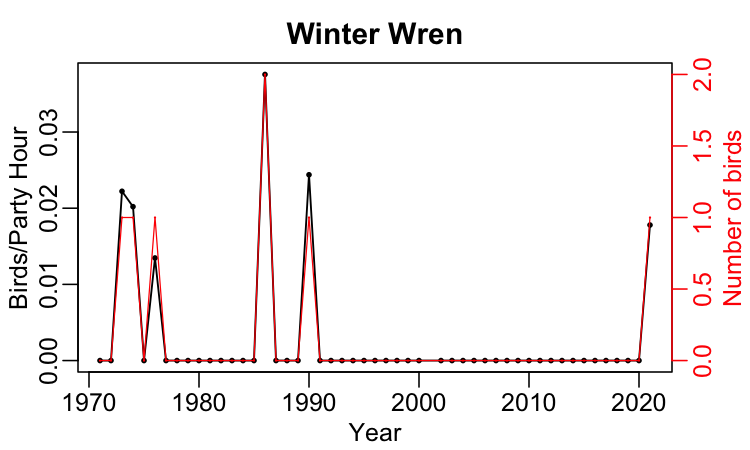 Winter Wren
Birds/Party Hour
0.00 0.01 0.02 0.03
Number of birds
0.0 0.5 1.0 1.5 2.0
1970 1980 1990 2000 2010 2020
Year